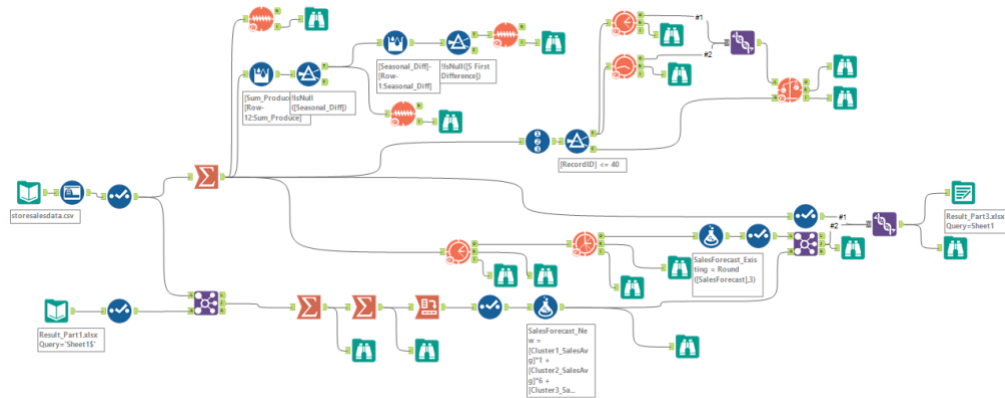 #1
#2
[Seasonal_Diff]-
[Row-
1:Seasonal_Diff]
!IsNull([S First
Difference])
[Sum_Produc
[Row-
12:Sum_Produce]
!IsNull
([Seasonal_Diff])
[RecordID] <= 40
storesalesdata.csv
#1
#2
Result_Part3.xlsx
Query=Sheet1
SalesForecast_Exis
ting = Round
([SalesForecast],3)
Result_Part1.xlsx
Query='Sheet1$'
SalesForecast_Ne
w =
[Cluster1_SalesAv
g]*1 +
[Cluster2_SalesAv
g]*6 +
[Cluster3_Sa...